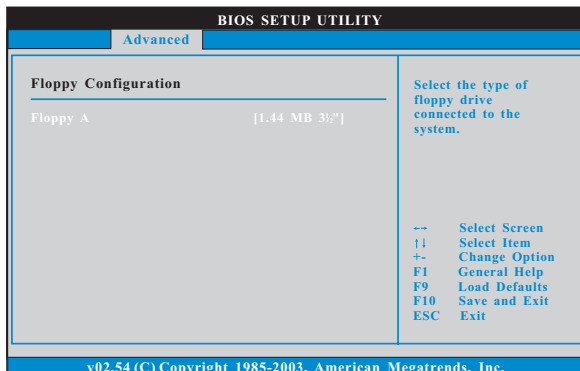 BIOS SETUP UTILITY
Advanced
Floppy Configuration
Floppy A [1.44 MB 3½"]
Select the type of
floppy drive
connected to the
system.
←→ Select Screen
↑↓ Select Item
+- Change Option
F1 General Help
F9 Load Defaults
F10 Save and Exit
ESC Exit
v02.54 (C) Copyright 1985-2003, American Megatrends, Inc.